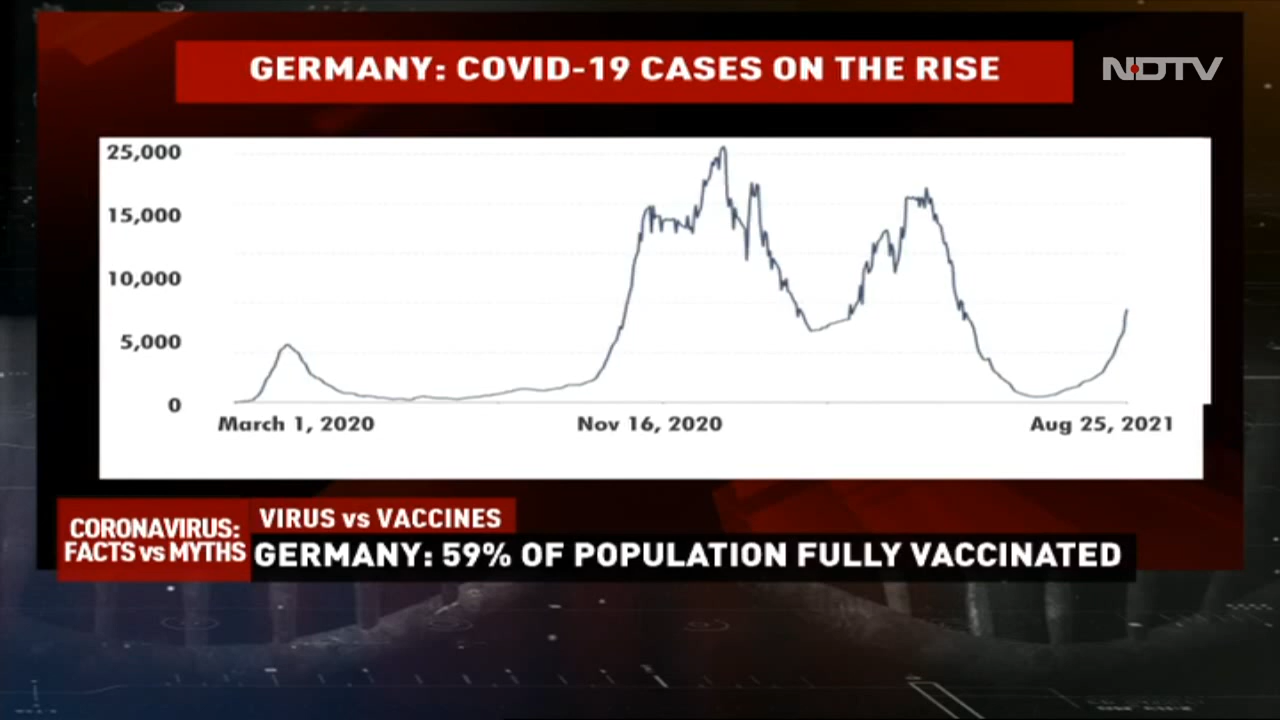 GERMANY: COVID-19 CASES ON THE RISE
NDTV
25,000
15,000
10,000
5,000
0
March 1, 2020
Nov 16, 2020
Aug 25, 2021
CORONAVIRUS:
FACTS vs MYTHS
VIRUS vs VACCINES
GERMANY: 59% OF POPULATION FULLY VACCINATED